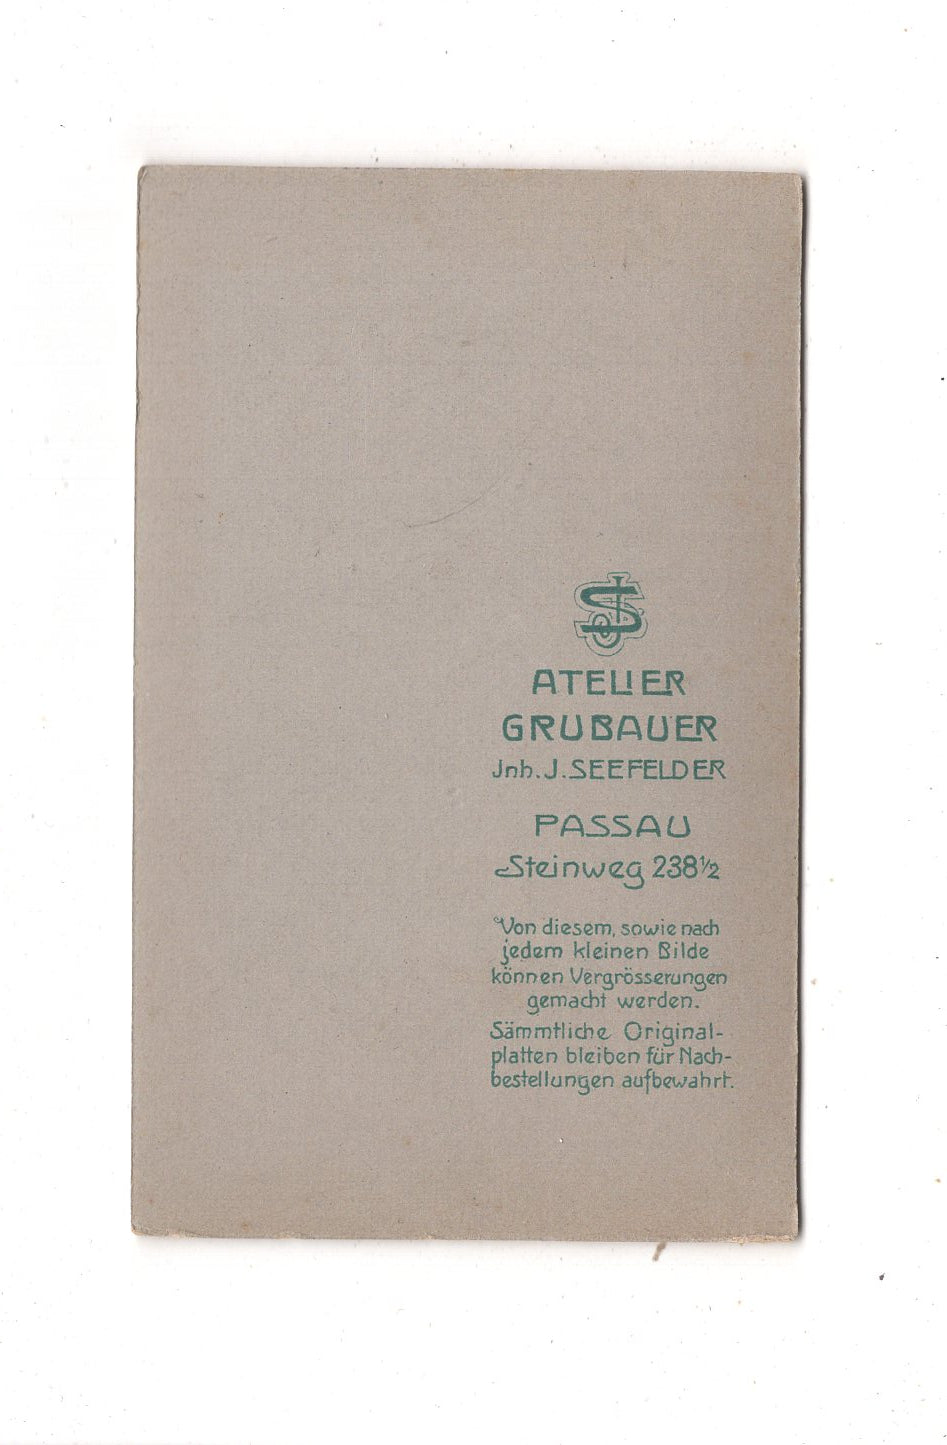 JS
ATELIER
GRUBAUER
Jnh. J. SEEFELDER
PASSAU
Steinweg 238½
Von diesem, sowie nach
jedem kleinen Bilde
können Vergrösserungen
gemacht werden.
Sämmtliche Original-
platten bleiben für Nach-
bestellungen aufbewahrt.